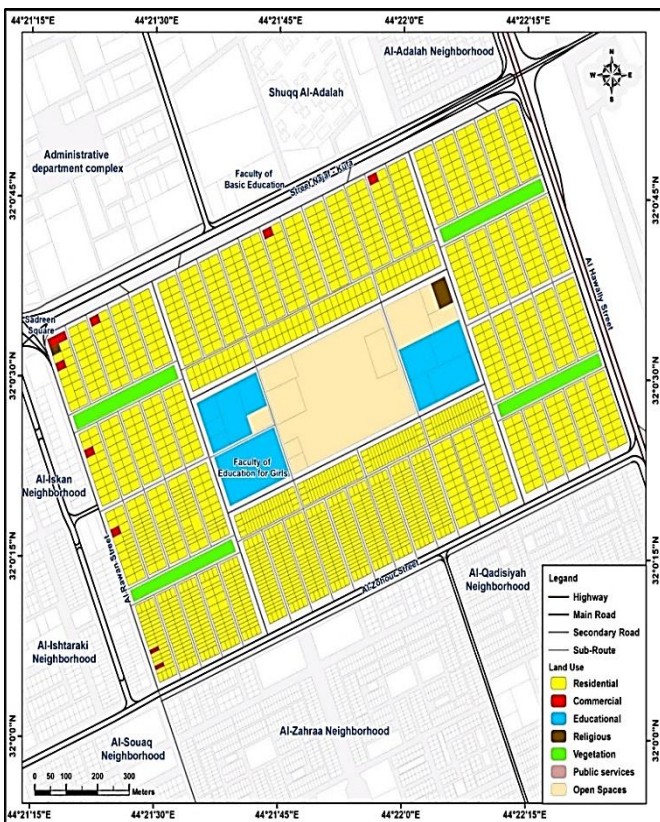 44°21'15"E 44°21'30"E 44°21'45"E 44°22'0"E 44°22'15"E
Al-Adalah Neighborhood
N
W E
S
Shuqq Al-Adalah
Administrative
department complex
Faculty of
Basic Education
Street Najaf - Kufa
32°0'45"N
32°0'45"N
Al Hawally Street
Sadreen
Square
32°0'30"N
32°0'30"N
Al-Iskan
Neighborhood
Faculty of
Education for Girls
Al-Rawan Street
32°0'15"N
32°0'15"N
Al-Zohour Street
Al-Qadisiyah
Neighborhood
Al-Ishtaraki
Neighborhood
Al-Souaq
Neighborhood
Al-Zahraa Neighborhood
32°0'0"N
32°0'0"N
Legand
Highway
Main Road
Secondary Road
Sub-Route
Land Use
Residential
Commercial
Educational
Religious
Vegetation
Public services
Open Spaces
0 50 100 200 300
Meters
44°21'15"E 44°21'30"E 44°21'45"E 44°22'0"E 44°22'15"E